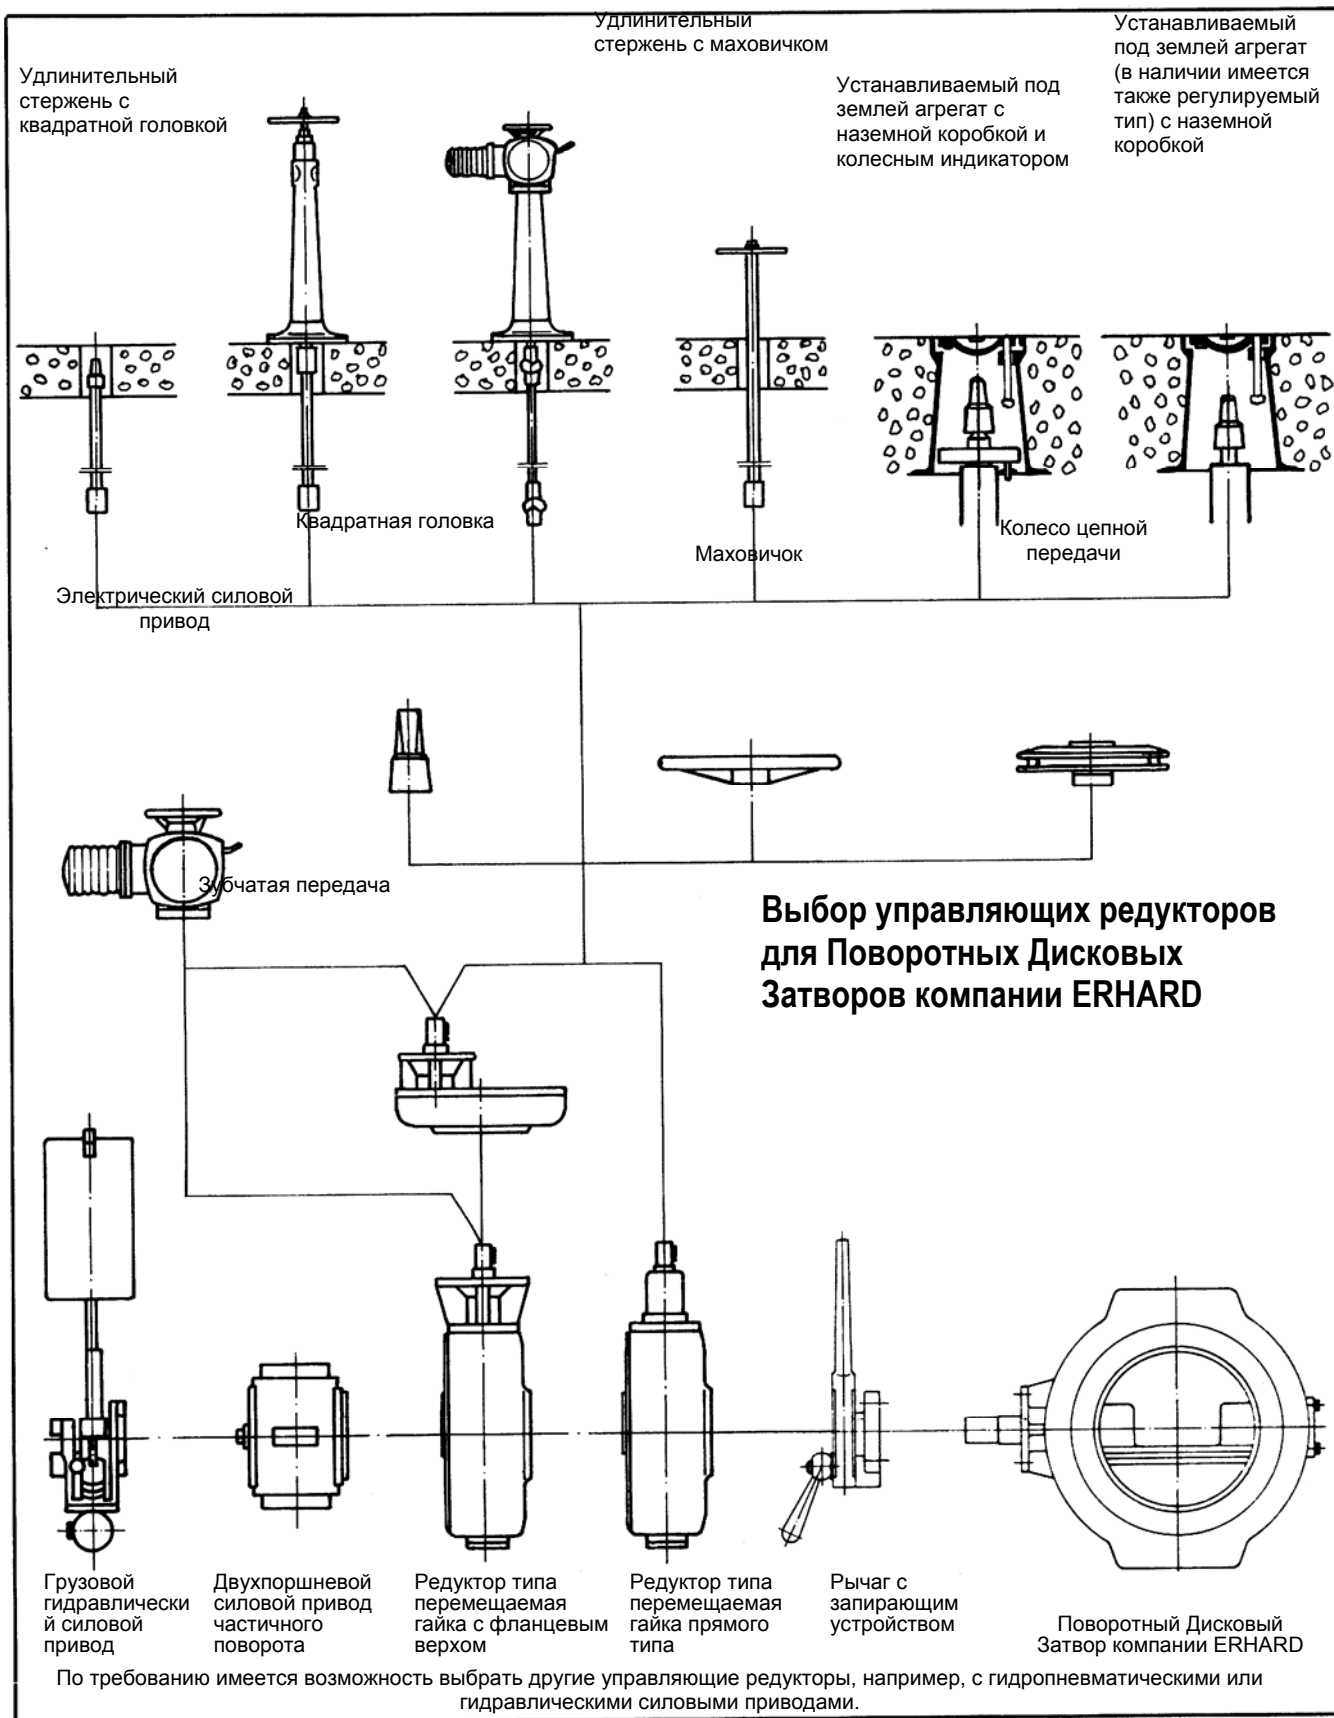 Удлинительный
стержень с маховичком
Устанавливаемый
под землей агрегат
(в наличии имеется
также регулируемый
тип) с наземной
коробкой
Удлинительный
стержень с
квадратной головкой
Устанавливаемый под
землей агрегат с
наземной коробкой и
колесным индикатором
Квадратная головка
Маховичок
Колесо цепной
передачи
Электрический силовой
привод
Зубчатая передача
Выбор управляющих редукторов
для Поворотных Дисковых
Затворов компании ERHARD
Грузовой
гидравлически
й силовой
привод
Двухпоршневой
силовой привод
частичного
поворота
Редуктор типа
перемещаемая
гайка с фланцевым
верхом
Редуктор типа
перемещаемая
гайка прямого
типа
Рычаг с
запирающим
устройством
Поворотный Дисковый
Затвор компании ERHARD
По требованию имеется возможность выбрать другие управляющие редукторы, например, с гидропневматическими или
гидравлическими силовыми приводами.